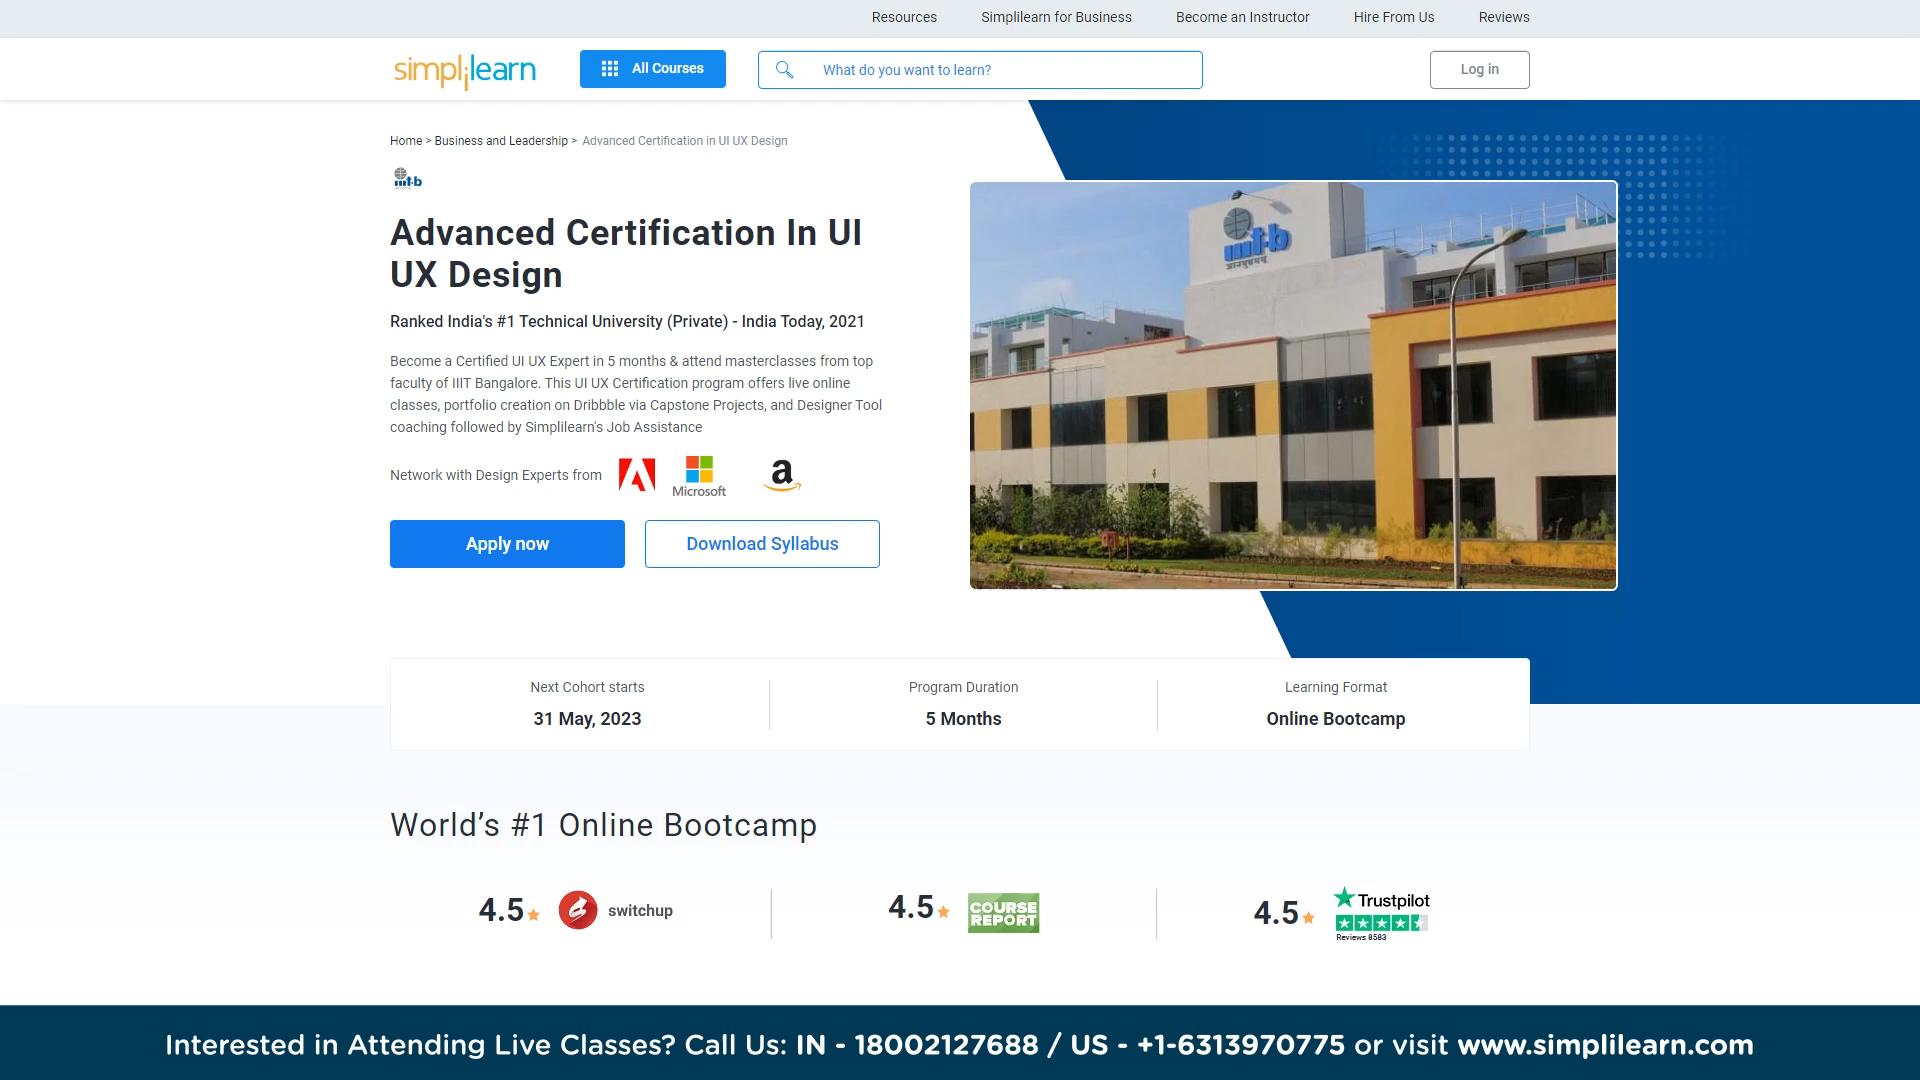 Resources Simplilearn for Business Become an Instructor Hire From Us Reviews
simplilearn All Courses What do you want to learn? Log in
Home > Business and Leadership > Advanced Certification in UI UX Design
iiit-b
Advanced Certification In UI
UX Design
Ranked India's #1 Technical University (Private) - India Today, 2021
Become a Certified UI UX Expert in 5 months & attend masterclasses from top
faculty of IIIT Bangalore. This UI UX Certification program offers live online
classes, portfolio creation on Dribbble via Capstone Projects, and Designer Tool
coaching followed by Simplilearn's Job Assistance
Network with Design Experts from Microsoft a
Apply now Download Syllabus
iiit-b
ज्ञानमुत्तमम्
Next Cohort starts Program Duration Learning Format
31 May, 2023 5 Months Online Bootcamp
World’s #1 Online Bootcamp
4.5 switchup
4.5 COURSE
REPORT
4.5 Trustpilot
Reviews 8583
Interested in Attending Live Classes? Call Us: IN - 18002127688 / US - +1-6313970775 or visit www.simplilearn.com